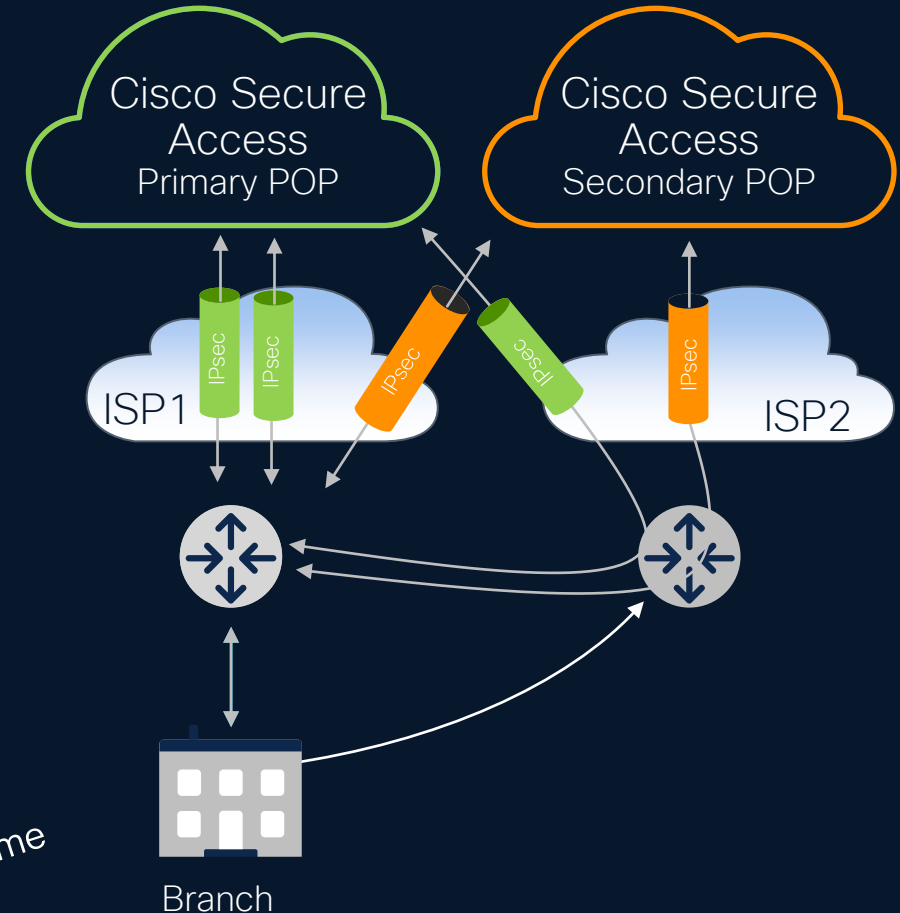 Cisco Secure
Access
Primary POP
Cisco Secure
Access
Secondary POP
IPsec
IPsec
IPsec
IPsec
IPsec
ISP1
ISP2
Branch